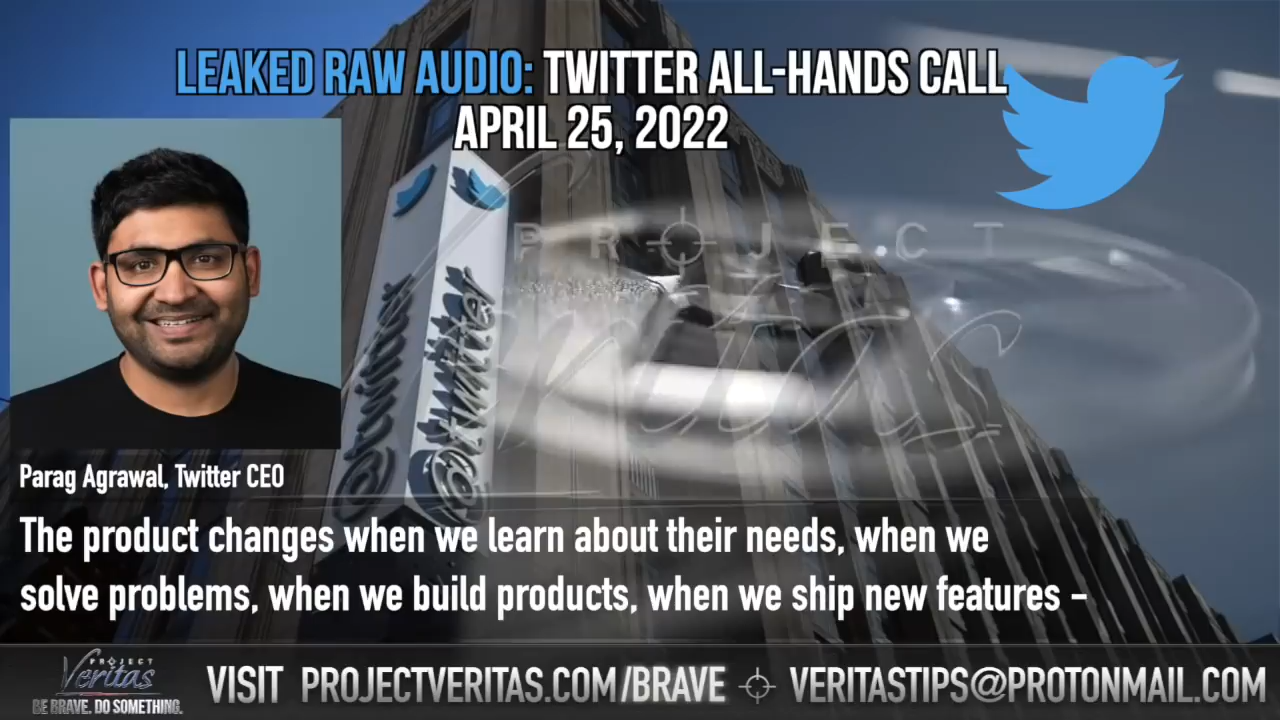 LEAKED RAW AUDIO: TWITTER ALL-HANDS CALL
APRIL 25, 2022
PROJECT
Veritas
@twitter
@twitter
Parag Agrawal, Twitter CEO
The product changes when we learn about their needs, when we
solve problems, when we build products, when we ship new features -
PROJECT
Veritas
BE BRAVE. DO SOMETHING.
VISIT PROJECTVERITAS.COM/BRAVE VERITASTIPS@PROTONMAIL.COM